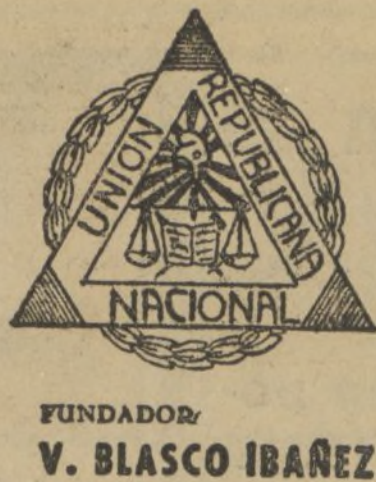 UNION
REPUBLICANA
NACIONAL
FUNDADOR
V. BLASCO IBAÑEZ